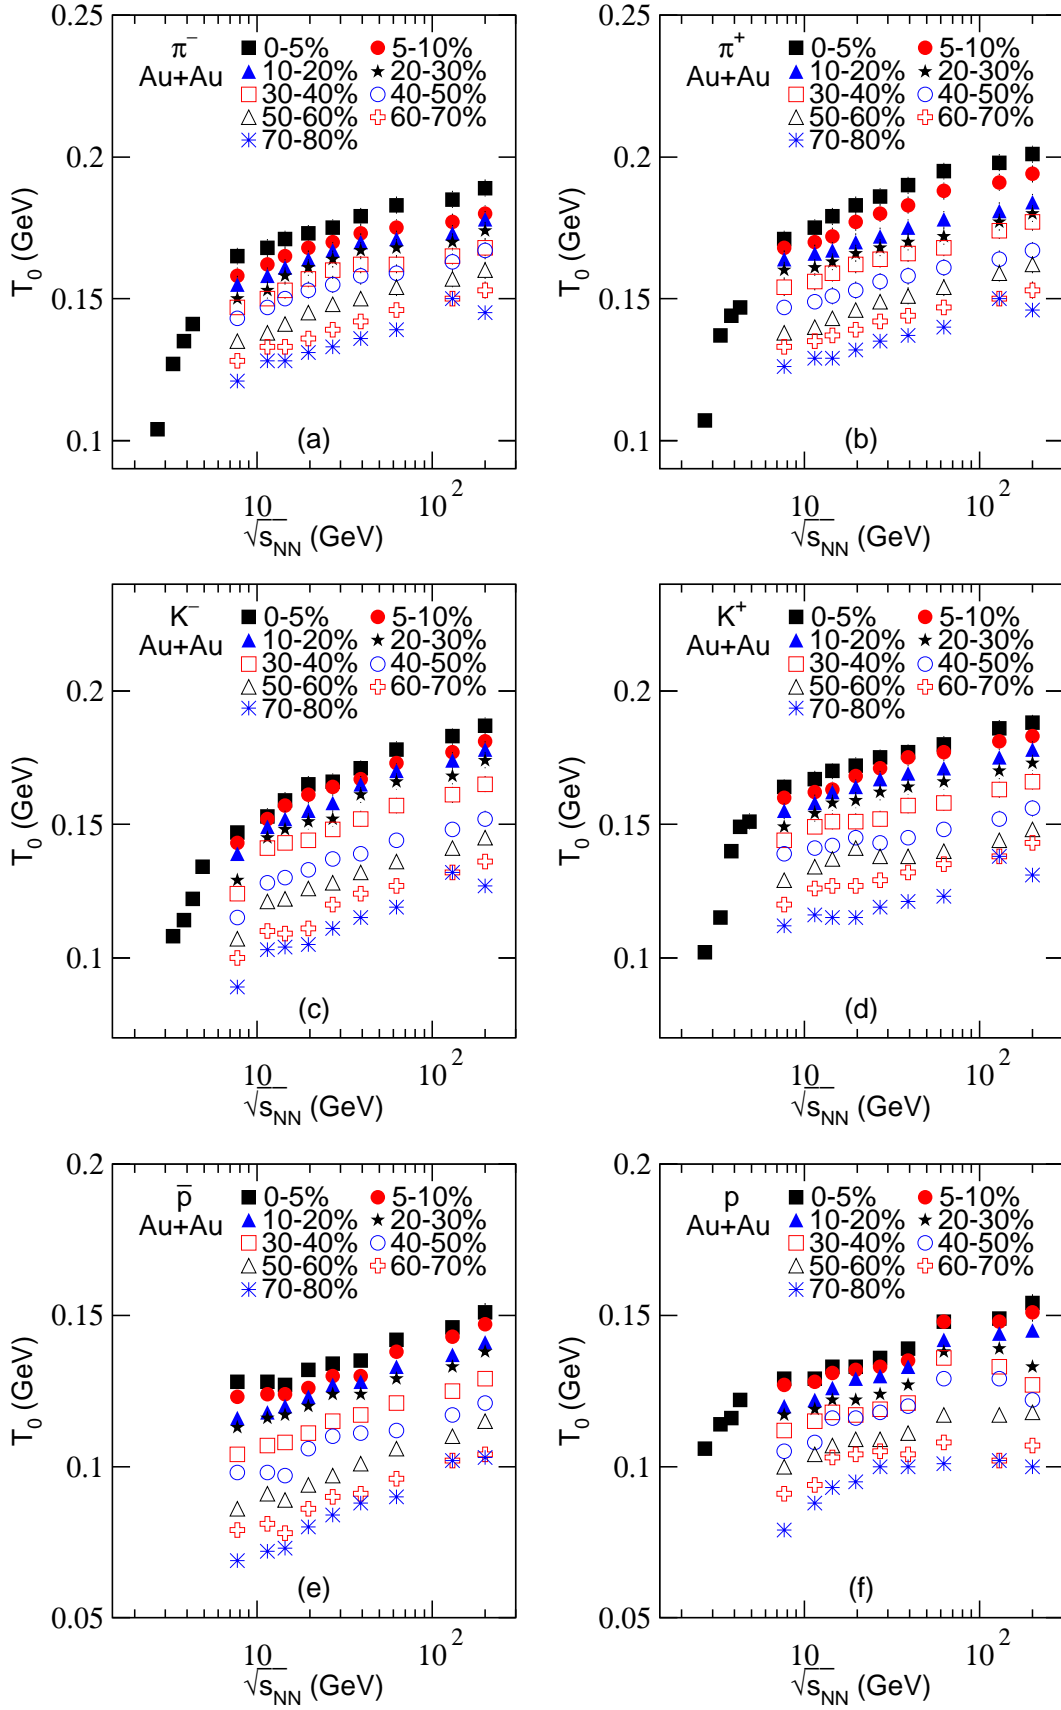 0.25
π⁻ 0-5% 5-10%
Au+Au 10-20% 20-30%
30-40% 40-50%
50-60% 60-70%
70-80%
0.2
0.15
0.1
T₀ (GeV)
(a)
10 10²
√sNN (GeV)
0.25
π⁺ 0-5% 5-10%
Au+Au 10-20% 20-30%
30-40% 40-50%
50-60% 60-70%
70-80%
0.2
0.15
0.1
T₀ (GeV)
(b)
10 10²
√sNN (GeV)
K⁻ 0-5% 5-10%
Au+Au 10-20% 20-30%
30-40% 40-50%
50-60% 60-70%
70-80%
0.2
0.15
0.1
T₀ (GeV)
(c)
10 10²
√sNN (GeV)
K⁺ 0-5% 5-10%
Au+Au 10-20% 20-30%
30-40% 40-50%
50-60% 60-70%
70-80%
0.2
0.15
0.1
T₀ (GeV)
(d)
10 10²
√sNN (GeV)
0.2
p̅ 0-5% 5-10%
Au+Au 10-20% 20-30%
30-40% 40-50%
50-60% 60-70%
70-80%
0.15
0.1
0.05
T₀ (GeV)
(e)
10 10²
√sNN (GeV)
0.2
p 0-5% 5-10%
Au+Au 10-20% 20-30%
30-40% 40-50%
50-60% 60-70%
70-80%
0.15
0.1
0.05
T₀ (GeV)
(f)
10 10²
√sNN (GeV)